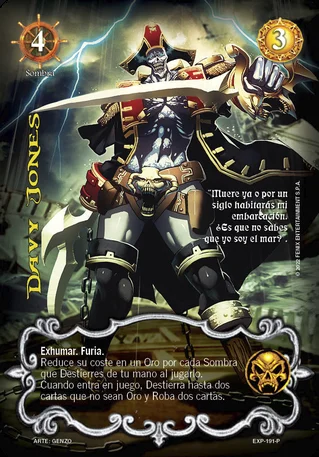 4
3
Sombra
DAVY JONES
"Muere ya o por un
siglo habitarás mi
embarcación.
¿Es que no sabes
que yo soy el mar?".
© 2022 FENIX ENTERTAINMENT S.P.A.
Exhumar. Furia.
Reduce su coste en un Oro por cada Sombra
que Destierres de tu mano al jugarlo.
Cuando entra en juego, Destierra hasta dos
cartas que no sean Oro y Roba dos cartas.
ARTE: GENZO
EXP-191-P